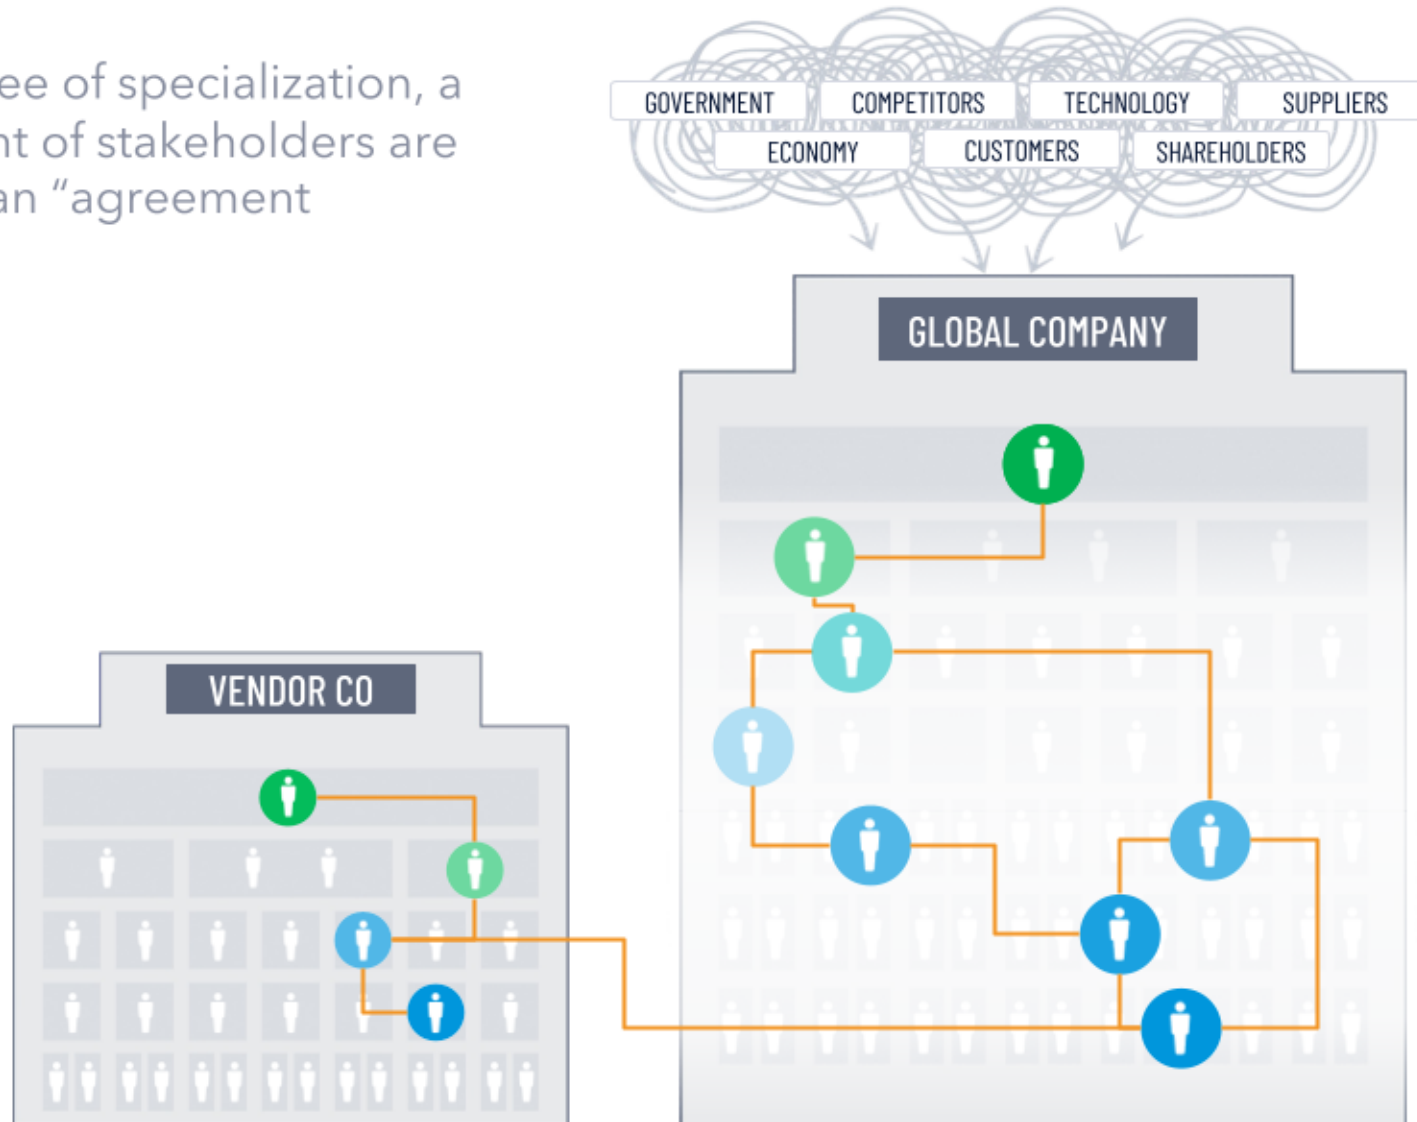 ee of specialization, a
nt of stakeholders are
an “agreement
GOVERNMENT COMPETITORS TECHNOLOGY SUPPLIERS
ECONOMY CUSTOMERS SHAREHOLDERS
GLOBAL COMPANY
VENDOR CO